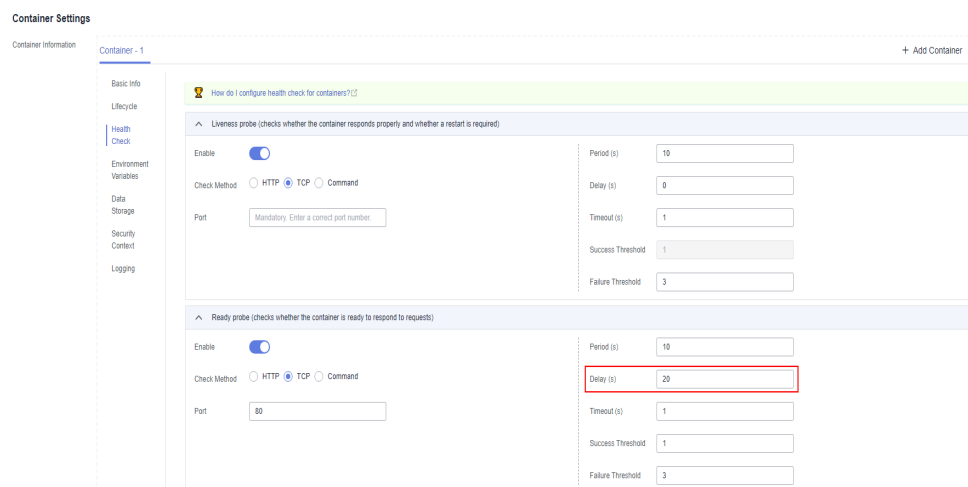 Container Settings
Container Information
Container - 1
+ Add Container
Basic Info
Lifecycle
Health
Check
Environment
Variables
Data
Storage
Security
Context
Logging
How do I configure health check for containers?
Liveness probe (checks whether the container responds properly and whether a restart is required)
Enable
Check Method HTTP TCP Command
Port Mandatory. Enter a correct port number.
Period (s) 10
Delay (s) 0
Timeout (s) 1
Success Threshold 1
Failure Threshold 3
Ready probe (checks whether the container is ready to respond to requests)
Enable
Check Method HTTP TCP Command
Port 80
Period (s) 10
Delay (s) 20
Timeout (s) 1
Success Threshold 1
Failure Threshold 3